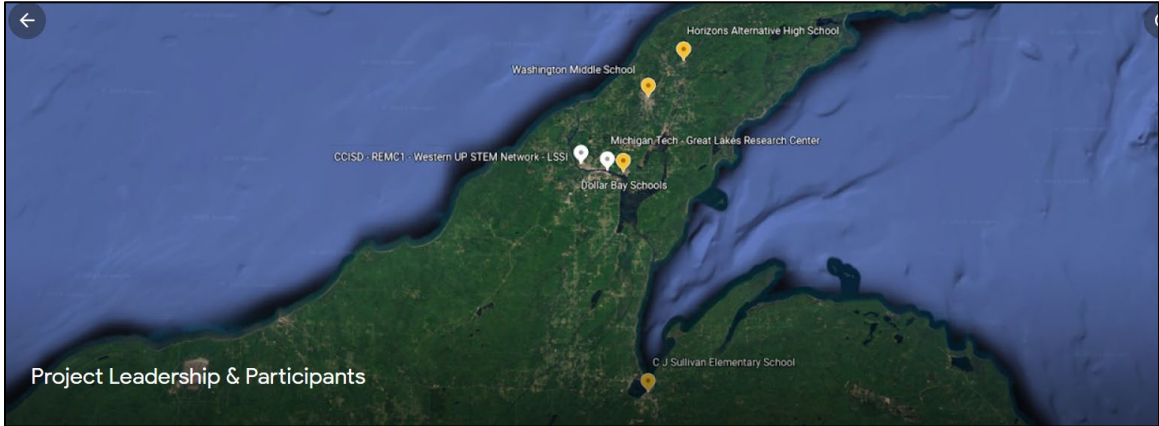 Horizons Alternative High School
Washington Middle School
Michigan Tech - Great Lakes Research Center
CCISD - REMC1 - Western UP STEM Network - LSSI
Dollar Bay Schools
C J Sullivan Elementary School
Project Leadership & Participants